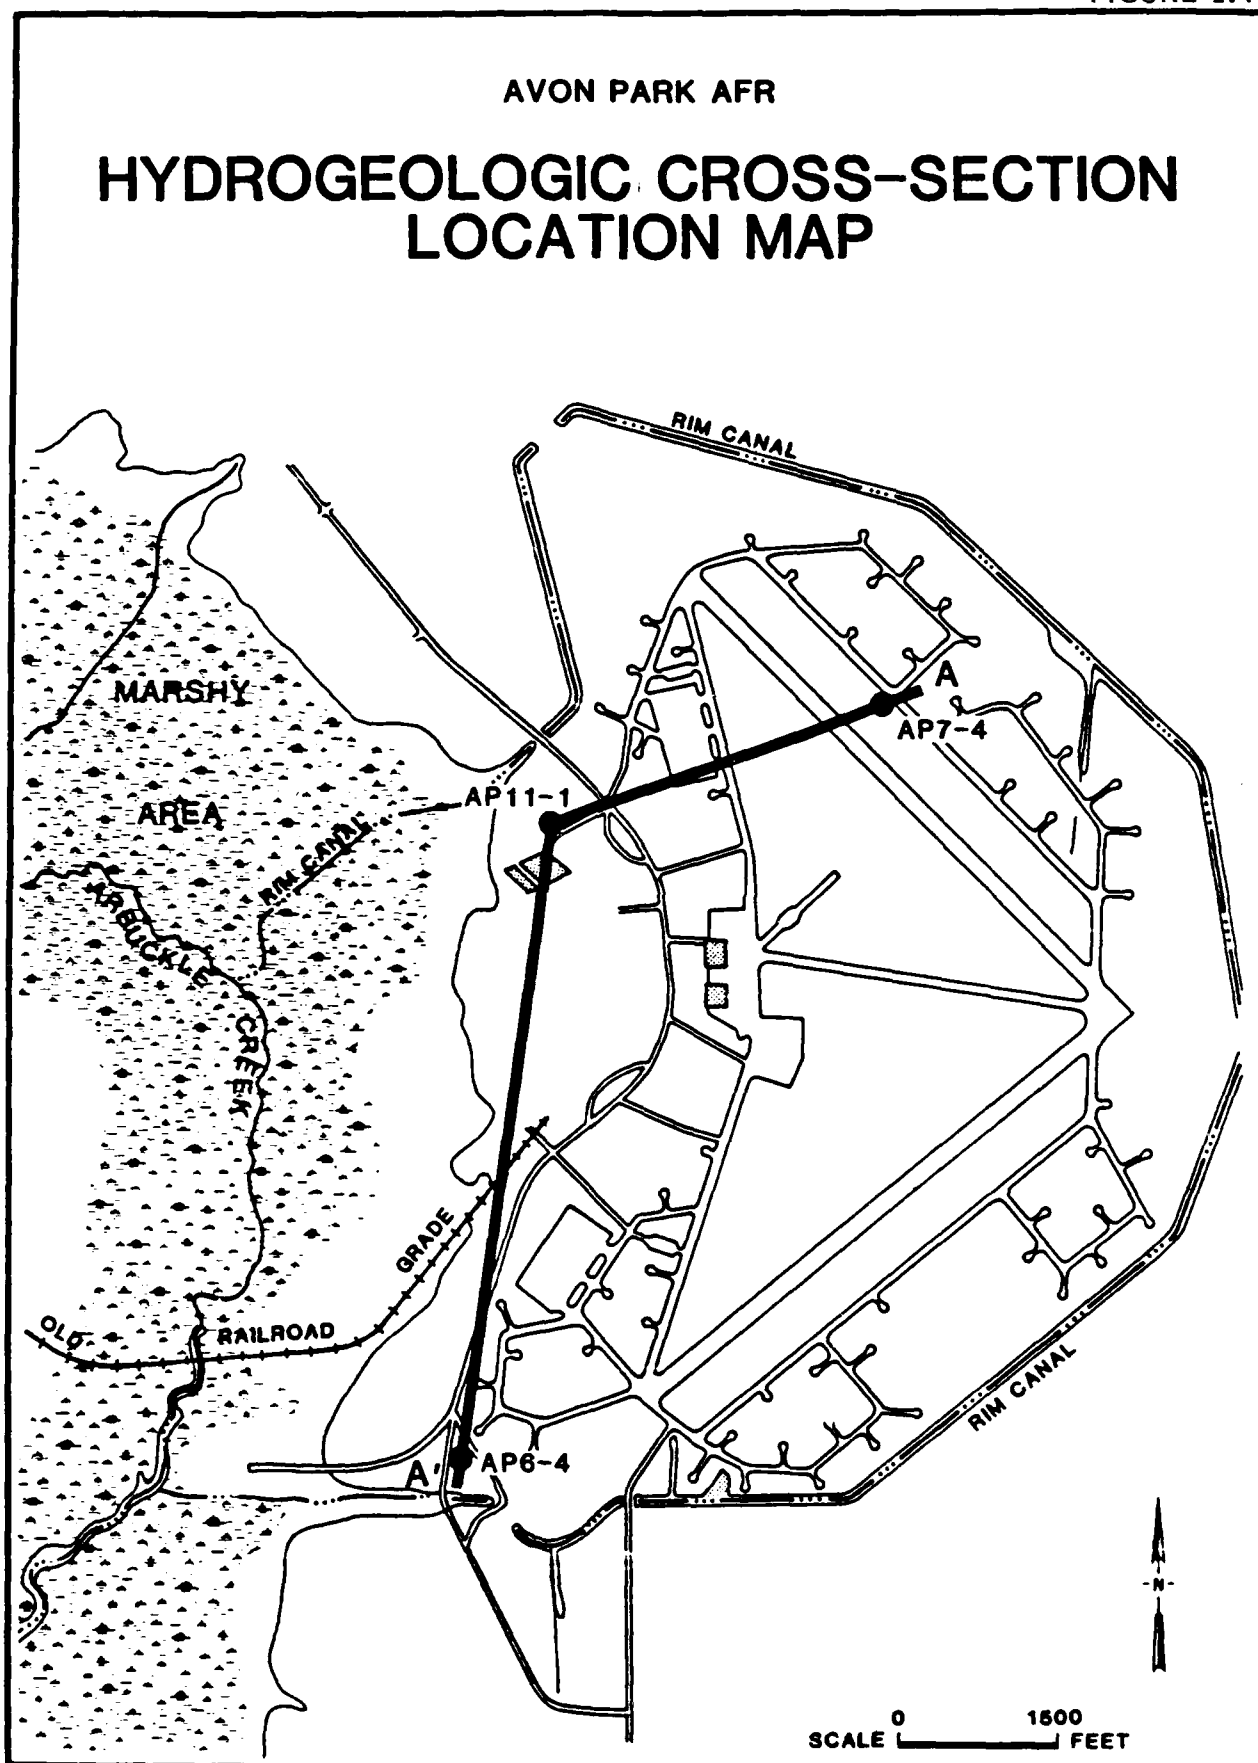 AVON PARK AFR
HYDROGEOLOGIC CROSS-SECTION
LOCATION MAP
RIM CANAL
MARSHY
A
AP7-4
AP11-1
AREA
RIM CANAL
ARBUCKLE
CREEK
GRADE
OLD
RAILROAD
RIM CANAL
A'
AP6-4
-N-
0 1500
SCALE FEET